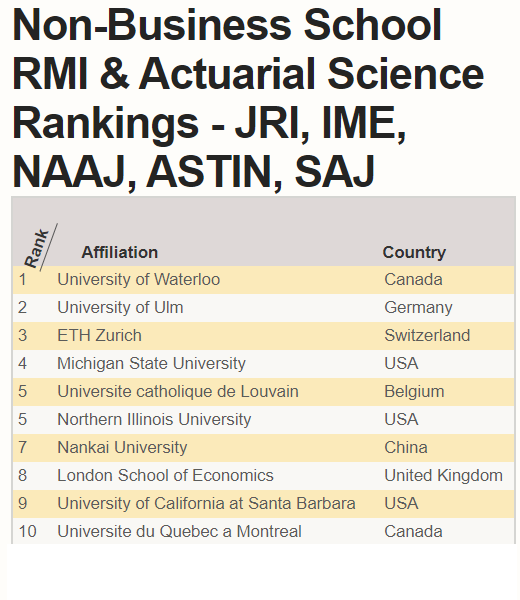 Non-Business School
RMI & Actuarial Science
Rankings - JRI, IME,
NAAJ, ASTIN, SAJ
Rank Affiliation Country
1 University of Waterloo Canada
2 University of Ulm Germany
3 ETH Zurich Switzerland
4 Michigan State University USA
5 Universite catholique de Louvain Belgium
5 Northern Illinois University USA
7 Nankai University China
8 London School of Economics United Kingdom
9 University of California at Santa Barbara USA
10 Universite du Quebec a Montreal Canada